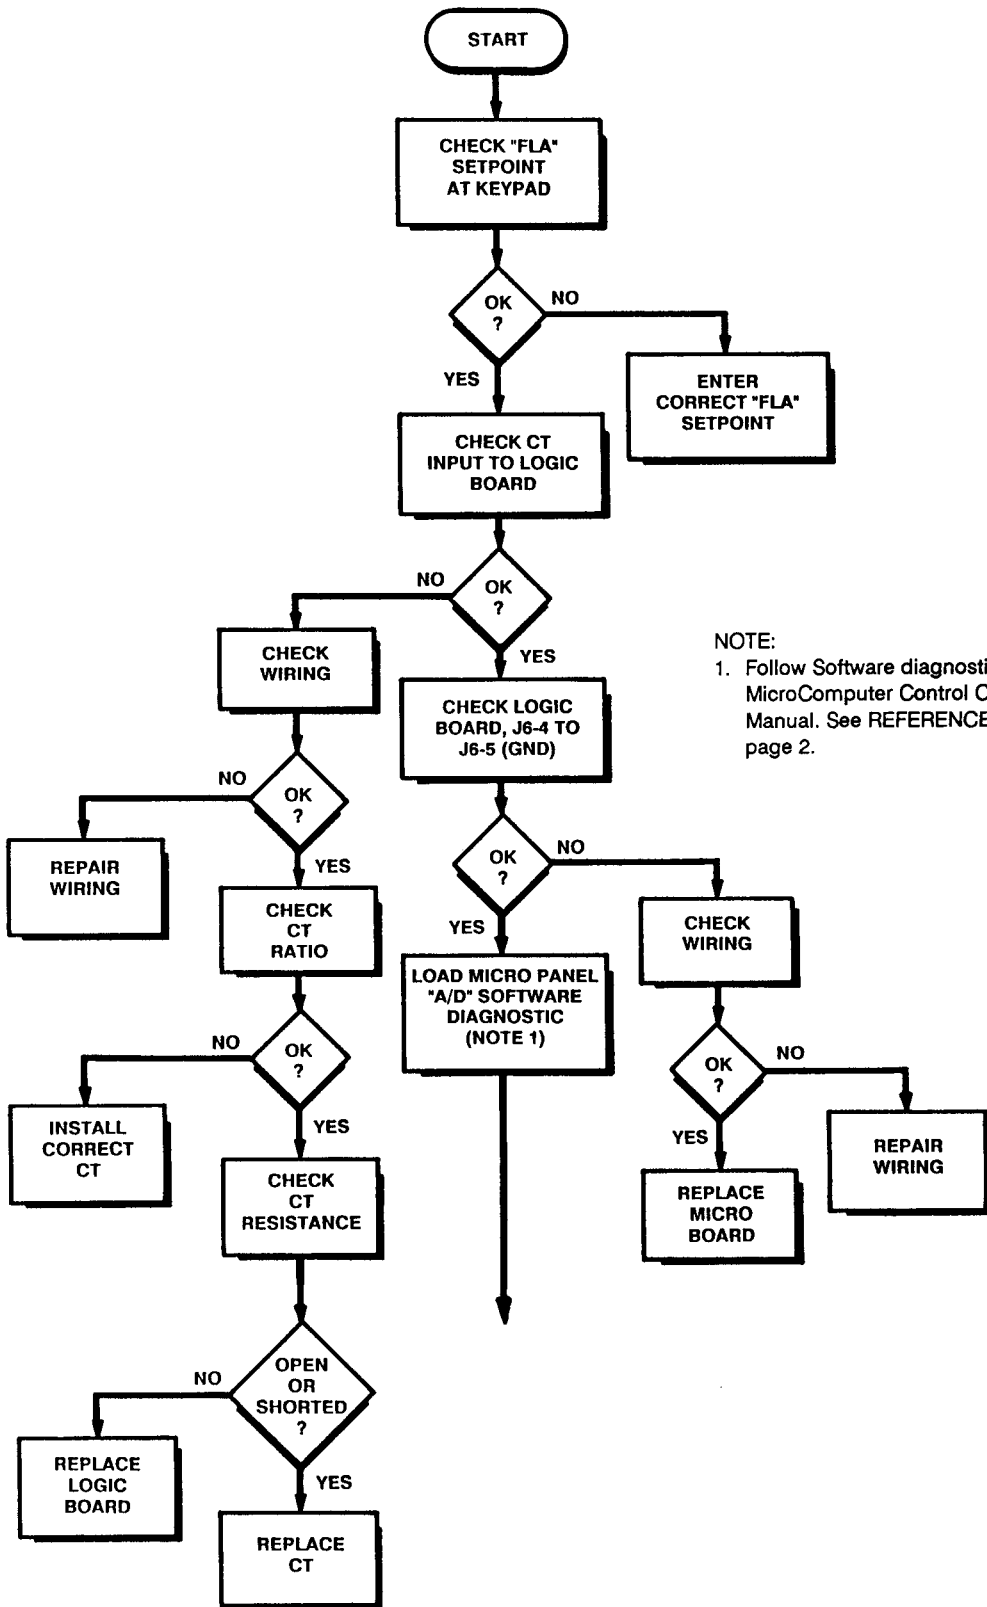 START
CHECK "FLA"
SETPOINT
AT KEYPAD
OK
?
NO
YES
ENTER
CORRECT "FLA"
SETPOINT
CHECK CT
INPUT TO LOGIC
BOARD
NO
OK
?
YES
CHECK
WIRING
CHECK LOGIC
BOARD, J6-4 TO
J6-5 (GND)
NOTE:
1. Follow Software
MicroComputer Control
Manual. See
page 2.
NO
OK
?
YES
REPAIR
WIRING
CHECK
CT
RATIO
OK
?
NO
YES
CHECK
WIRING
LOAD MICRO PANEL
"A/D" SOFTWARE
DIAGNOSTIC
(NOTE 1)
NO
OK
?
YES
INSTALL
CORRECT
CT
CHECK
CT
RESISTANCE
OK
?
NO
YES
REPAIR
WIRING
REPLACE
MICRO
BOARD
NO
OPEN
OR
SHORTED
?
YES
REPLACE
LOGIC
BOARD
REPLACE
CT